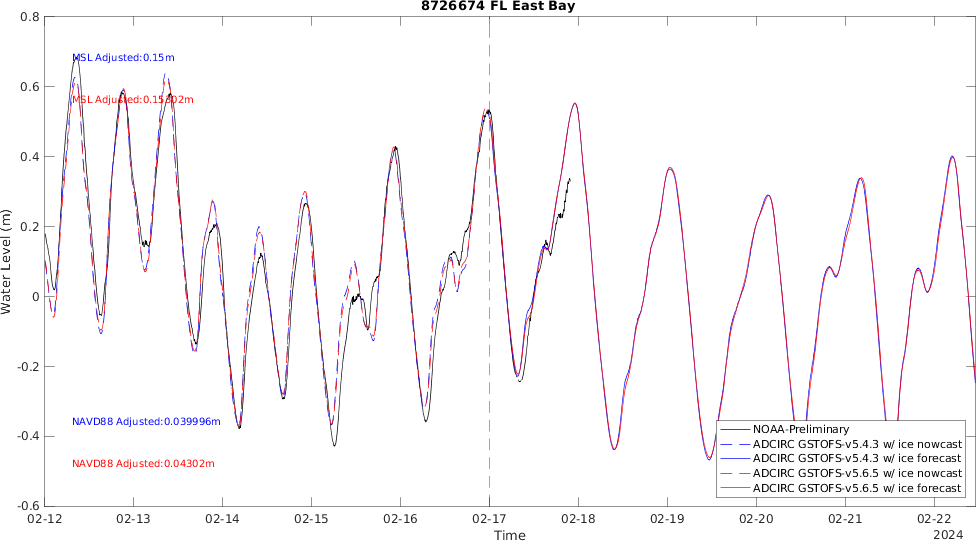 8726674 FL East Bay
0.8
0.6
0.4
0.2
0
-0.2
-0.4
-0.6
Water Level (m)
MSL Adjusted:0.15m
MSL Adjusted:0.15302m
NAVD88 Adjusted:0.039996m
NAVD88 Adjusted:0.04302m
NOAA-Preliminary
ADCIRC GSTOFS-v5.4.3 w/ ice nowcast
ADCIRC GSTOFS-v5.4.3 w/ ice forecast
ADCIRC GSTOFS-v5.6.5 w/ ice nowcast
ADCIRC GSTOFS-v5.6.5 w/ ice forecast
02-12 02-13 02-14 02-15 02-16 02-17 02-18 02-19 02-20 02-21 02-22
Time
2024